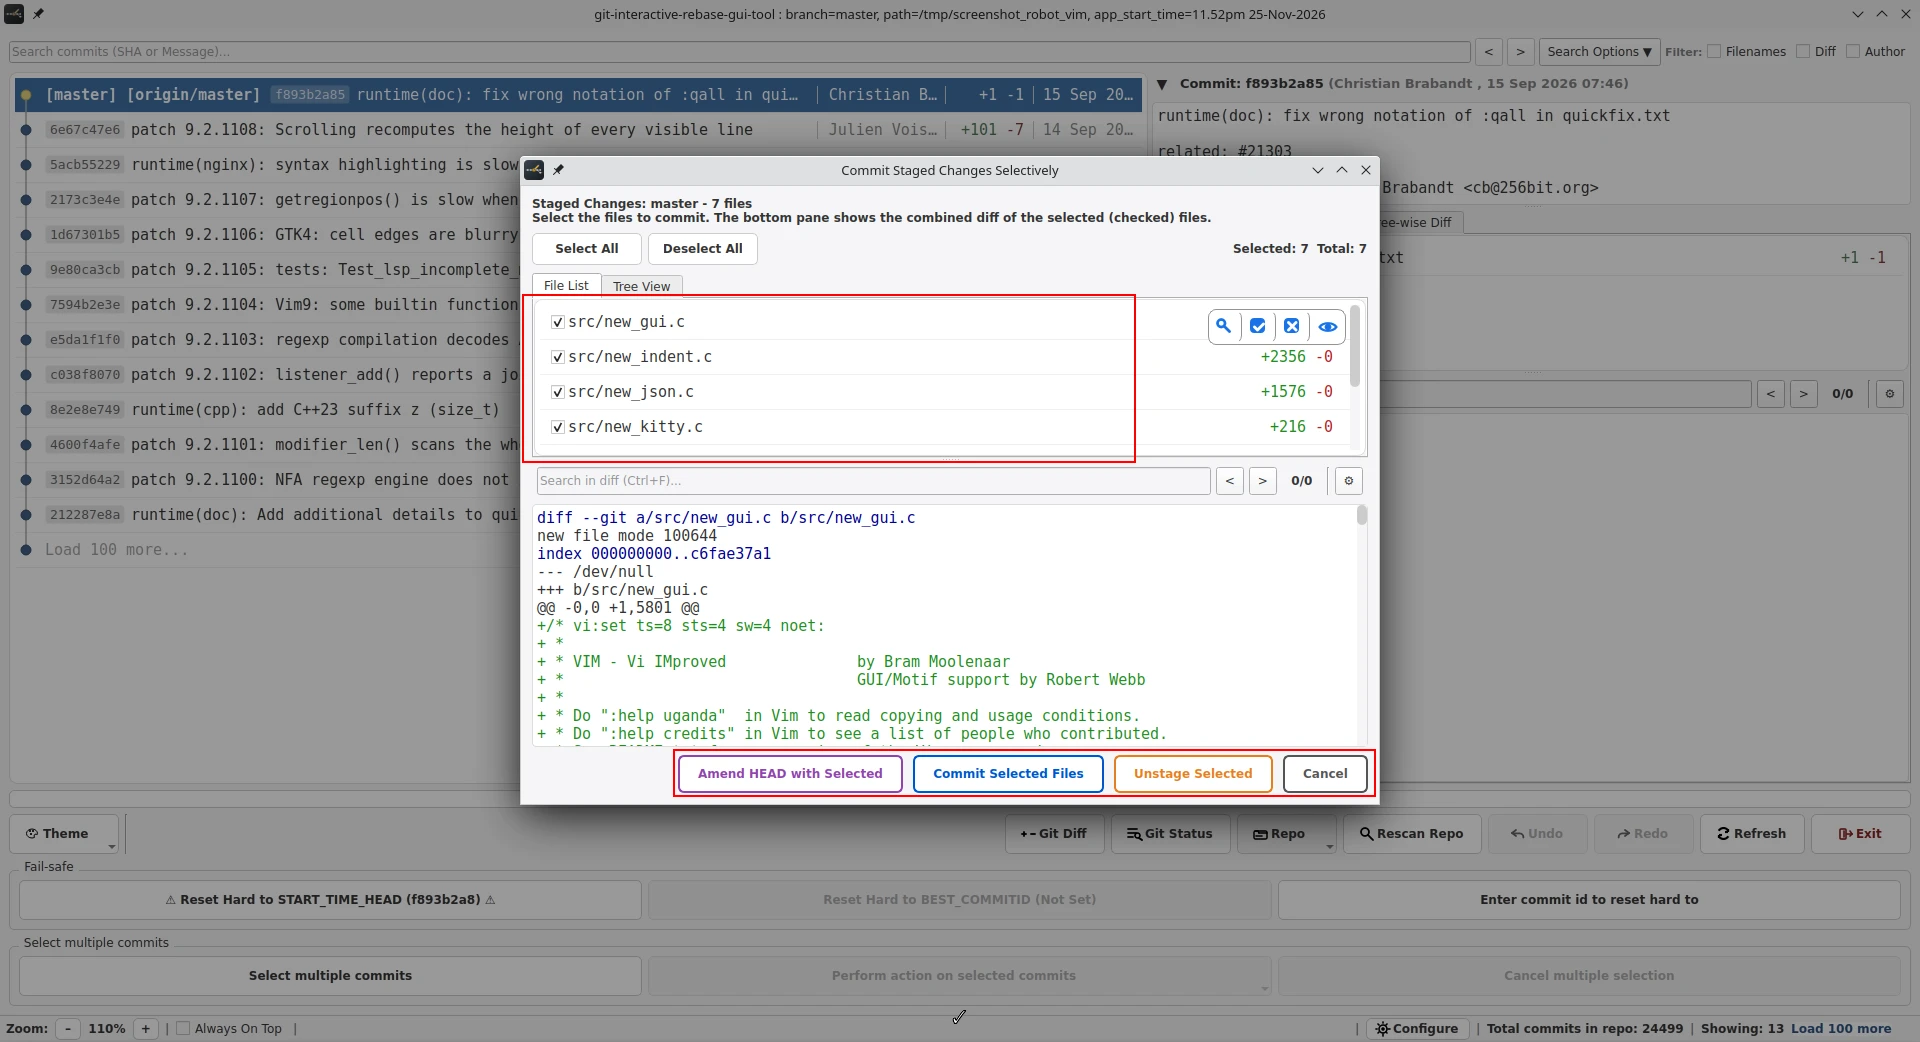 git-interactive-rebase-gui-tool : branch=master, path=/tmp/screenshot_robot_vim, app_start_time=11.52pm 25-Nov-2026
Search commits (SHA or Message)...
< > Search Options ▼ Filter: Filenames Diff Author
[master] [origin/master] f893b2a85 runtime(doc): fix wrong notation of :qall in qui… Christian B… +1 -1 15 Sep 20…
6e67c47e6 patch 9.2.1108: Scrolling recomputes the height of every visible line Julien Vois… +101 -7 14 Sep 20…
5acb55229 runtime(nginx): syntax highlighting is slow
2173c3e4e patch 9.2.1107: getregionpos() is slow when
1d67301b5 patch 9.2.1106: GTK4: cell edges are blurry
9e80ca3cb patch 9.2.1105: tests: Test_lsp_incomplete_
7594b2e3e patch 9.2.1104: Vim9: some builtin function
e5da1f1f0 patch 9.2.1103: regexp compilation decodes
c038f8070 patch 9.2.1102: listener_add() reports a jo
8e2e8e749 runtime(cpp): add C++23 suffix z (size_t)
4600f4afe patch 9.2.1101: modifier_len() scans the wh
3152d64a2 patch 9.2.1100: NFA regexp engine does not
212287e8a runtime(doc): Add additional details to qui
Load 100 more...
▼ Commit: f893b2a85 (Christian Brabandt , 15 Sep 2026 07:46)
runtime(doc): fix wrong notation of :qall in quickfix.txt
related: #21303
Brabandt <cb@256bit.org>
ee-wise Diff
txt +1 -1
< > 0/0
Commit Staged Changes Selectively
Staged Changes: master - 7 files
Select the files to commit. The bottom pane shows the combined diff of the selected (checked) files.
Select All Deselect All Selected: 7 Total: 7
File List Tree View
src/new_gui.c
src/new_indent.c +2356 -0
src/new_json.c +1576 -0
src/new_kitty.c +216 -0
Search in diff (Ctrl+F)... < > 0/0
diff --git a/src/new_gui.c b/src/new_gui.c
new file mode 100644
index 000000000..c6fae37a1
--- /dev/null
+++ b/src/new_gui.c
@@ -0,0 +1,5801 @@
+/* vi:set ts=8 sts=4 sw=4 noet:
+ *
+ * VIM - Vi IMproved by Bram Moolenaar
+ * GUI/Motif support by Robert Webb
+ *
+ * Do ":help uganda" in Vim to read copying and usage conditions.
+ * Do ":help credits" in Vim to see a list of people who contributed.
Amend HEAD with Selected Commit Selected Files Unstage Selected Cancel
Theme +- Git Diff Git Status Repo Rescan Repo Undo Redo Refresh Exit
Fail-safe
⚠ Reset Hard to START_TIME_HEAD (f893b2a8) ⚠ Reset Hard to BEST_COMMITID (Not Set) Enter commit id to reset hard to
Select multiple commits
Select multiple commits Perform action on selected commits Cancel multiple selection
Zoom: - 110% + | Always On Top | | Configure | Total commits in repo: 24499 | Showing: 13 Load 100 more